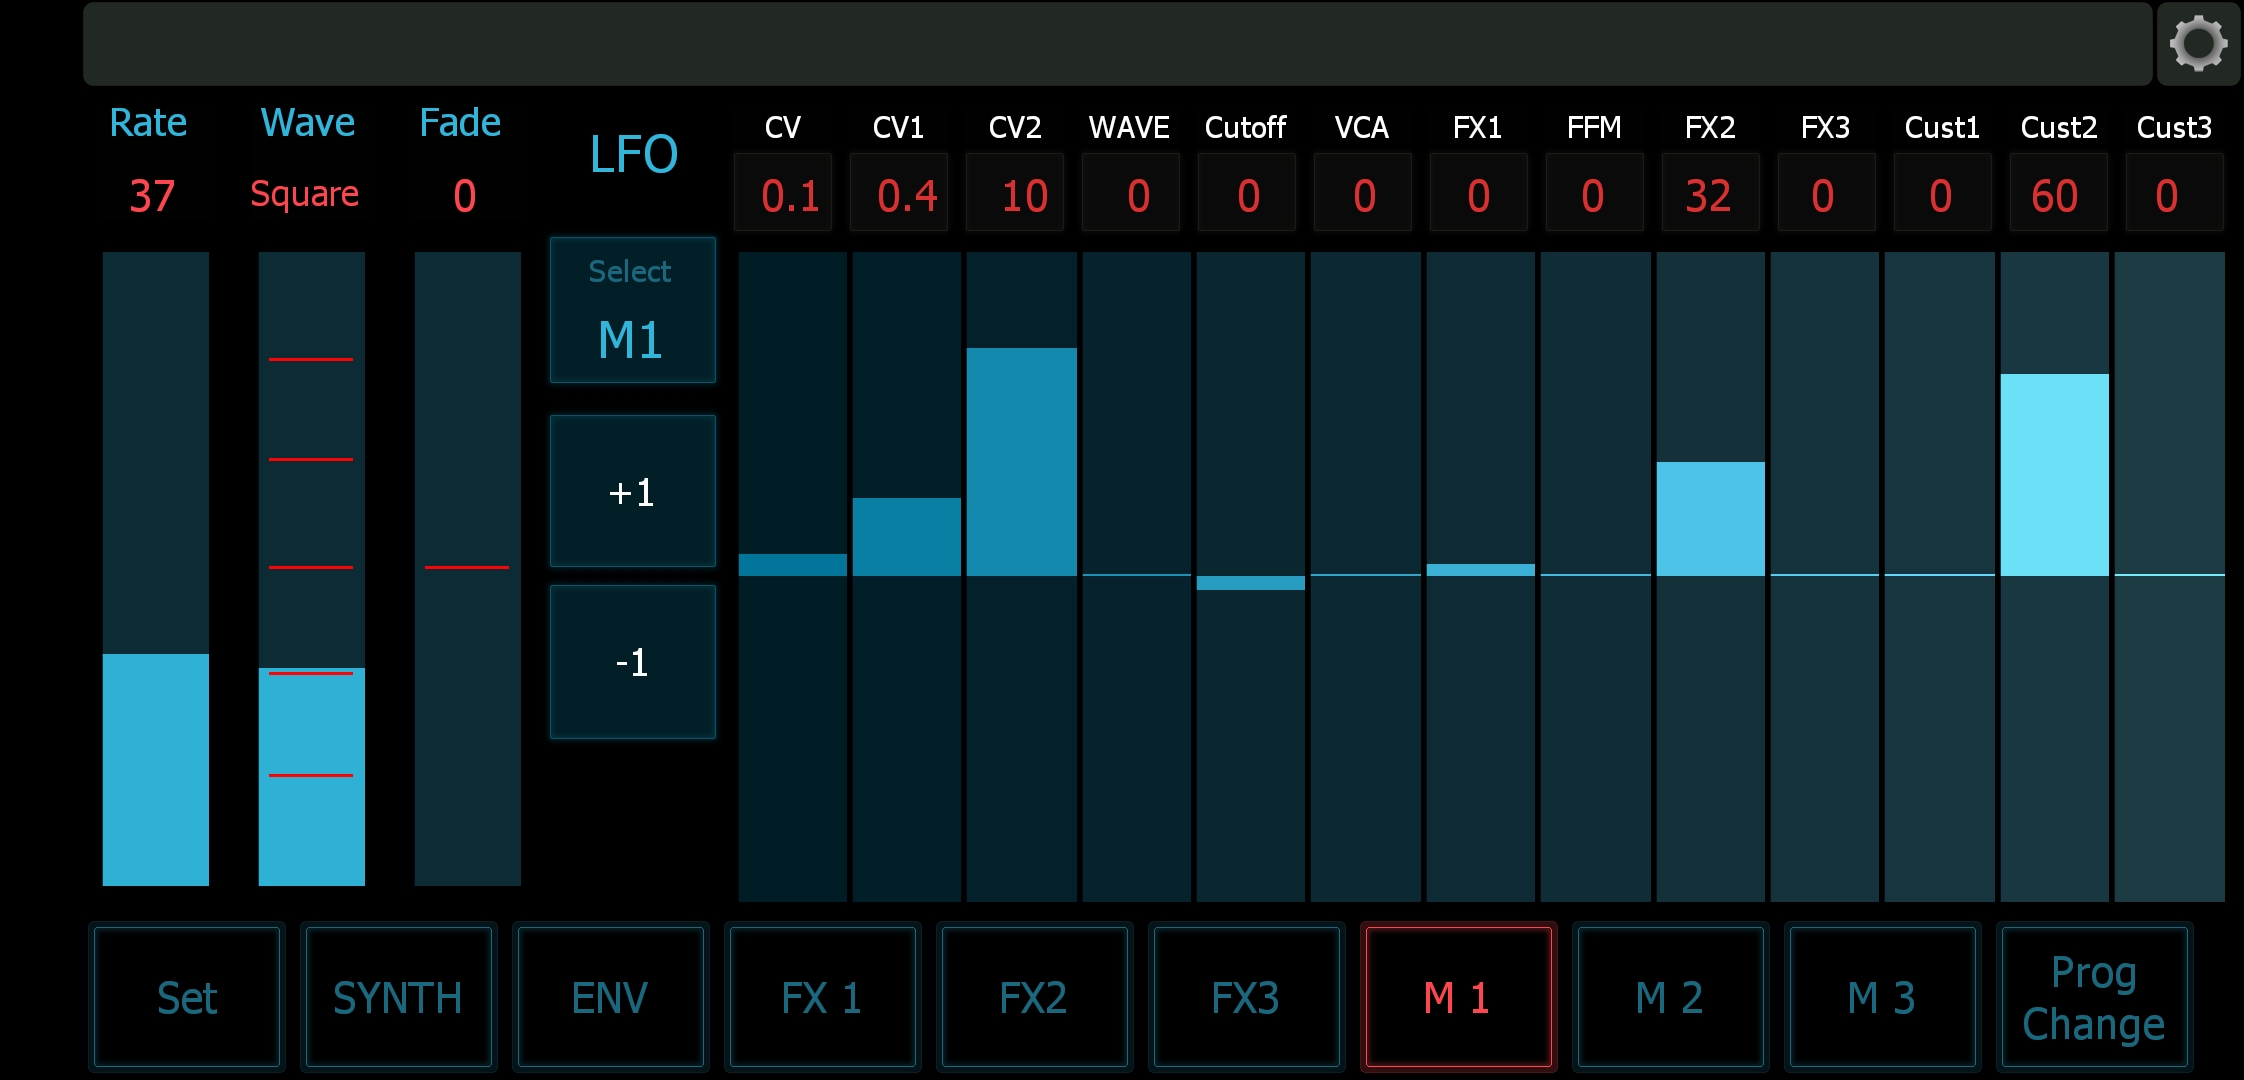 Rate Wave Fade
37 Square 0
LFO
CV CV1 CV2 WAVE Cutoff VCA FX1 FFM FX2 FX3 Cust1 Cust2 Cust3
0.1 0.4 10 0 0 0 0 0 32 0 0 60 0
Select
M1
+1
-1
Set SYNTH ENV FX 1 FX2 FX3 M 1 M 2 M 3 Prog
Change